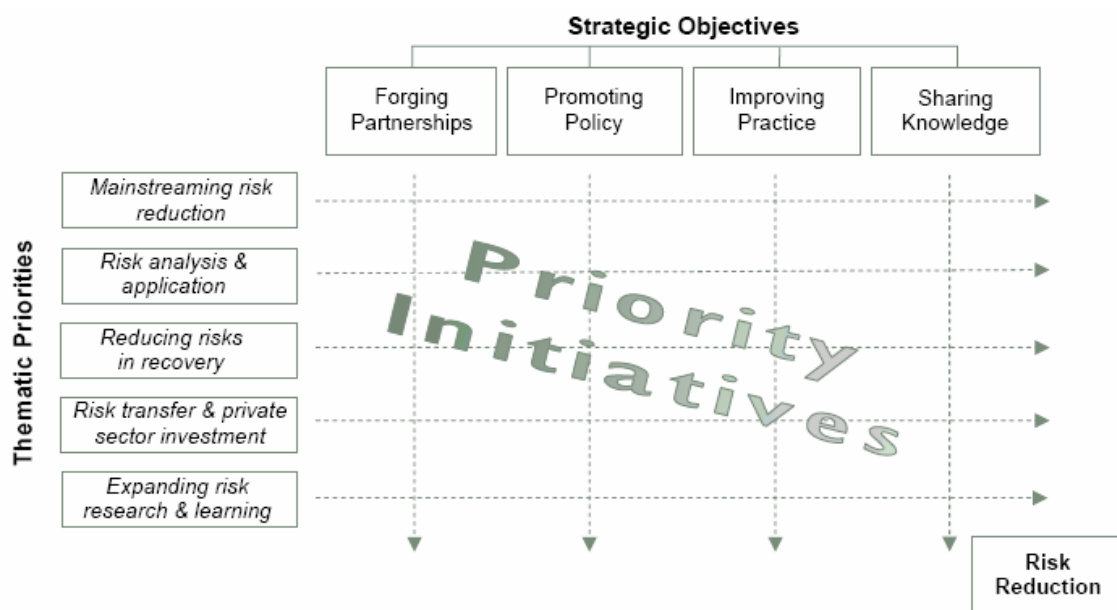 Strategic Objectives
Forging
Partnerships
Promoting
Policy
Improving
Practice
Sharing
Knowledge
Thematic Priorities
Mainstreaming risk
reduction
Risk analysis &
application
Reducing risks
in recovery
Risk transfer & private
sector investment
Expanding risk
research & learning
Priority
Initiatives
Risk
Reduction